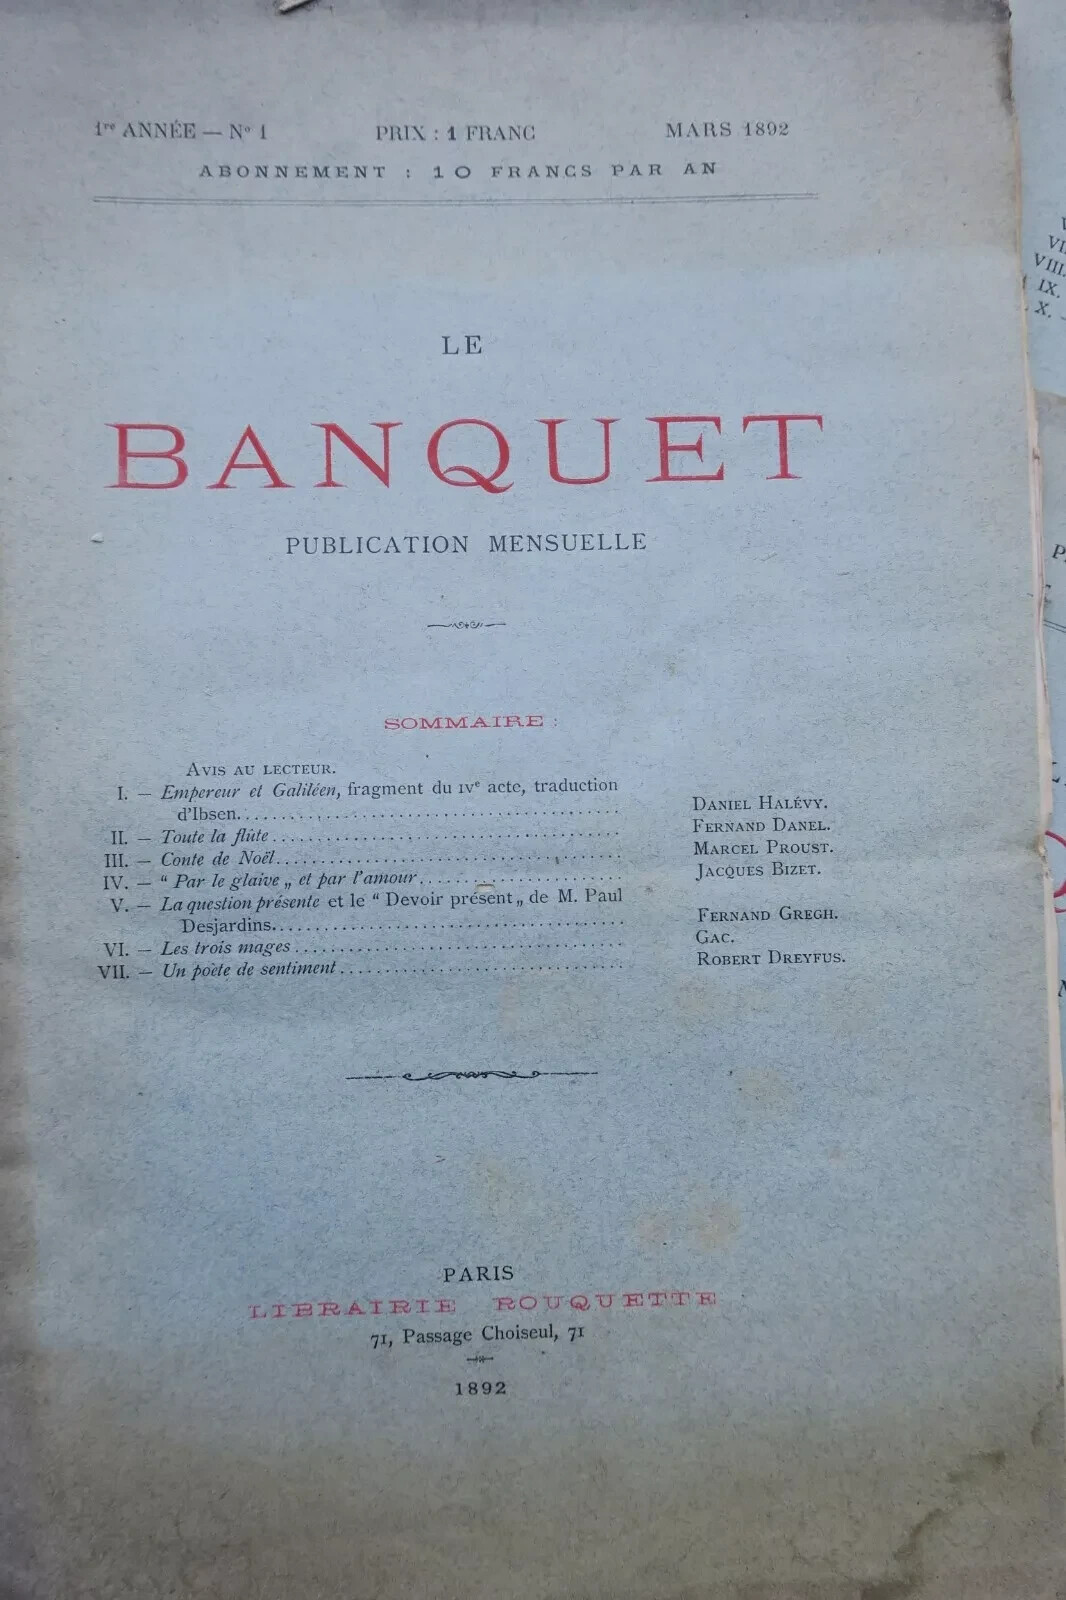 1re ANNÉE — No 1 PRIX : 1 FRANC MARS 1892
ABONNEMENT : 10 FRANCS PAR AN
LE
BANQUET
PUBLICATION MENSUELLE
SOMMAIRE :
AVIS AU LECTEUR.
I. — Empereur et Galiléen, fragment du IVe acte, traduction
d'Ibsen. DANIEL HALÉVY.
II. — Toute la flûte FERNAND DANEL.
III. — Conte de Noël MARCEL PROUST.
IV. — “ Par le glaive „ et par l'amour JACQUES BIZET.
V. — La question présente et le “ Devoir présent „ de M. Paul
Desjardins. FERNAND GREGH.
VI. — Les trois mages GAC.
VII. — Un poète de sentiment ROBERT DREYFUS.
PARIS
LIBRAIRIE ROUQUETTE
71, Passage Choiseul, 71
1892
VIII.
IX.
X.